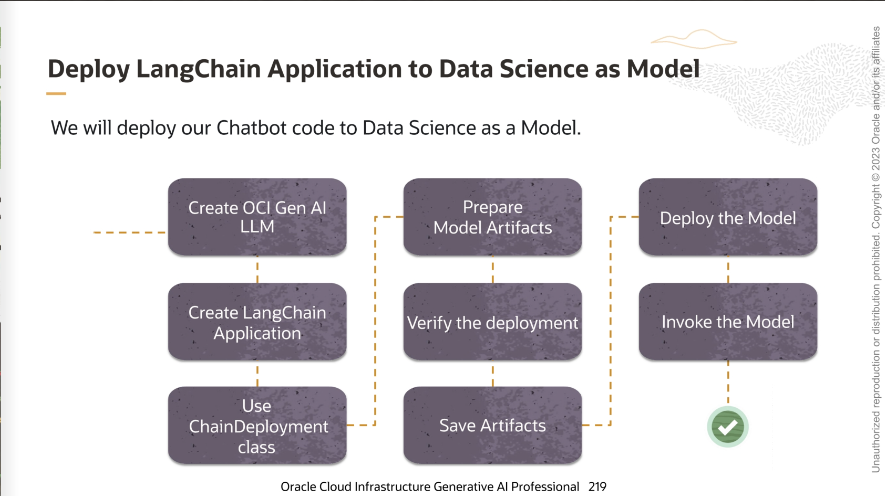 Deploy LangChain Application to Data Science as Model
We will deploy our Chatbot code to Data Science as a Model.
Create OCI Gen AI
LLM
Create LangChain
Application
Use
ChainDeployment
class
Prepare
Model Artifacts
Verify the deployment
Save Artifacts
Deploy the Model
Invoke the Model
Oracle Cloud Infrastructure Generative AI Professional 219
Unauthorized reproduction or distribution prohibited. Copyright © 2023 Oracle and/or its affiliates